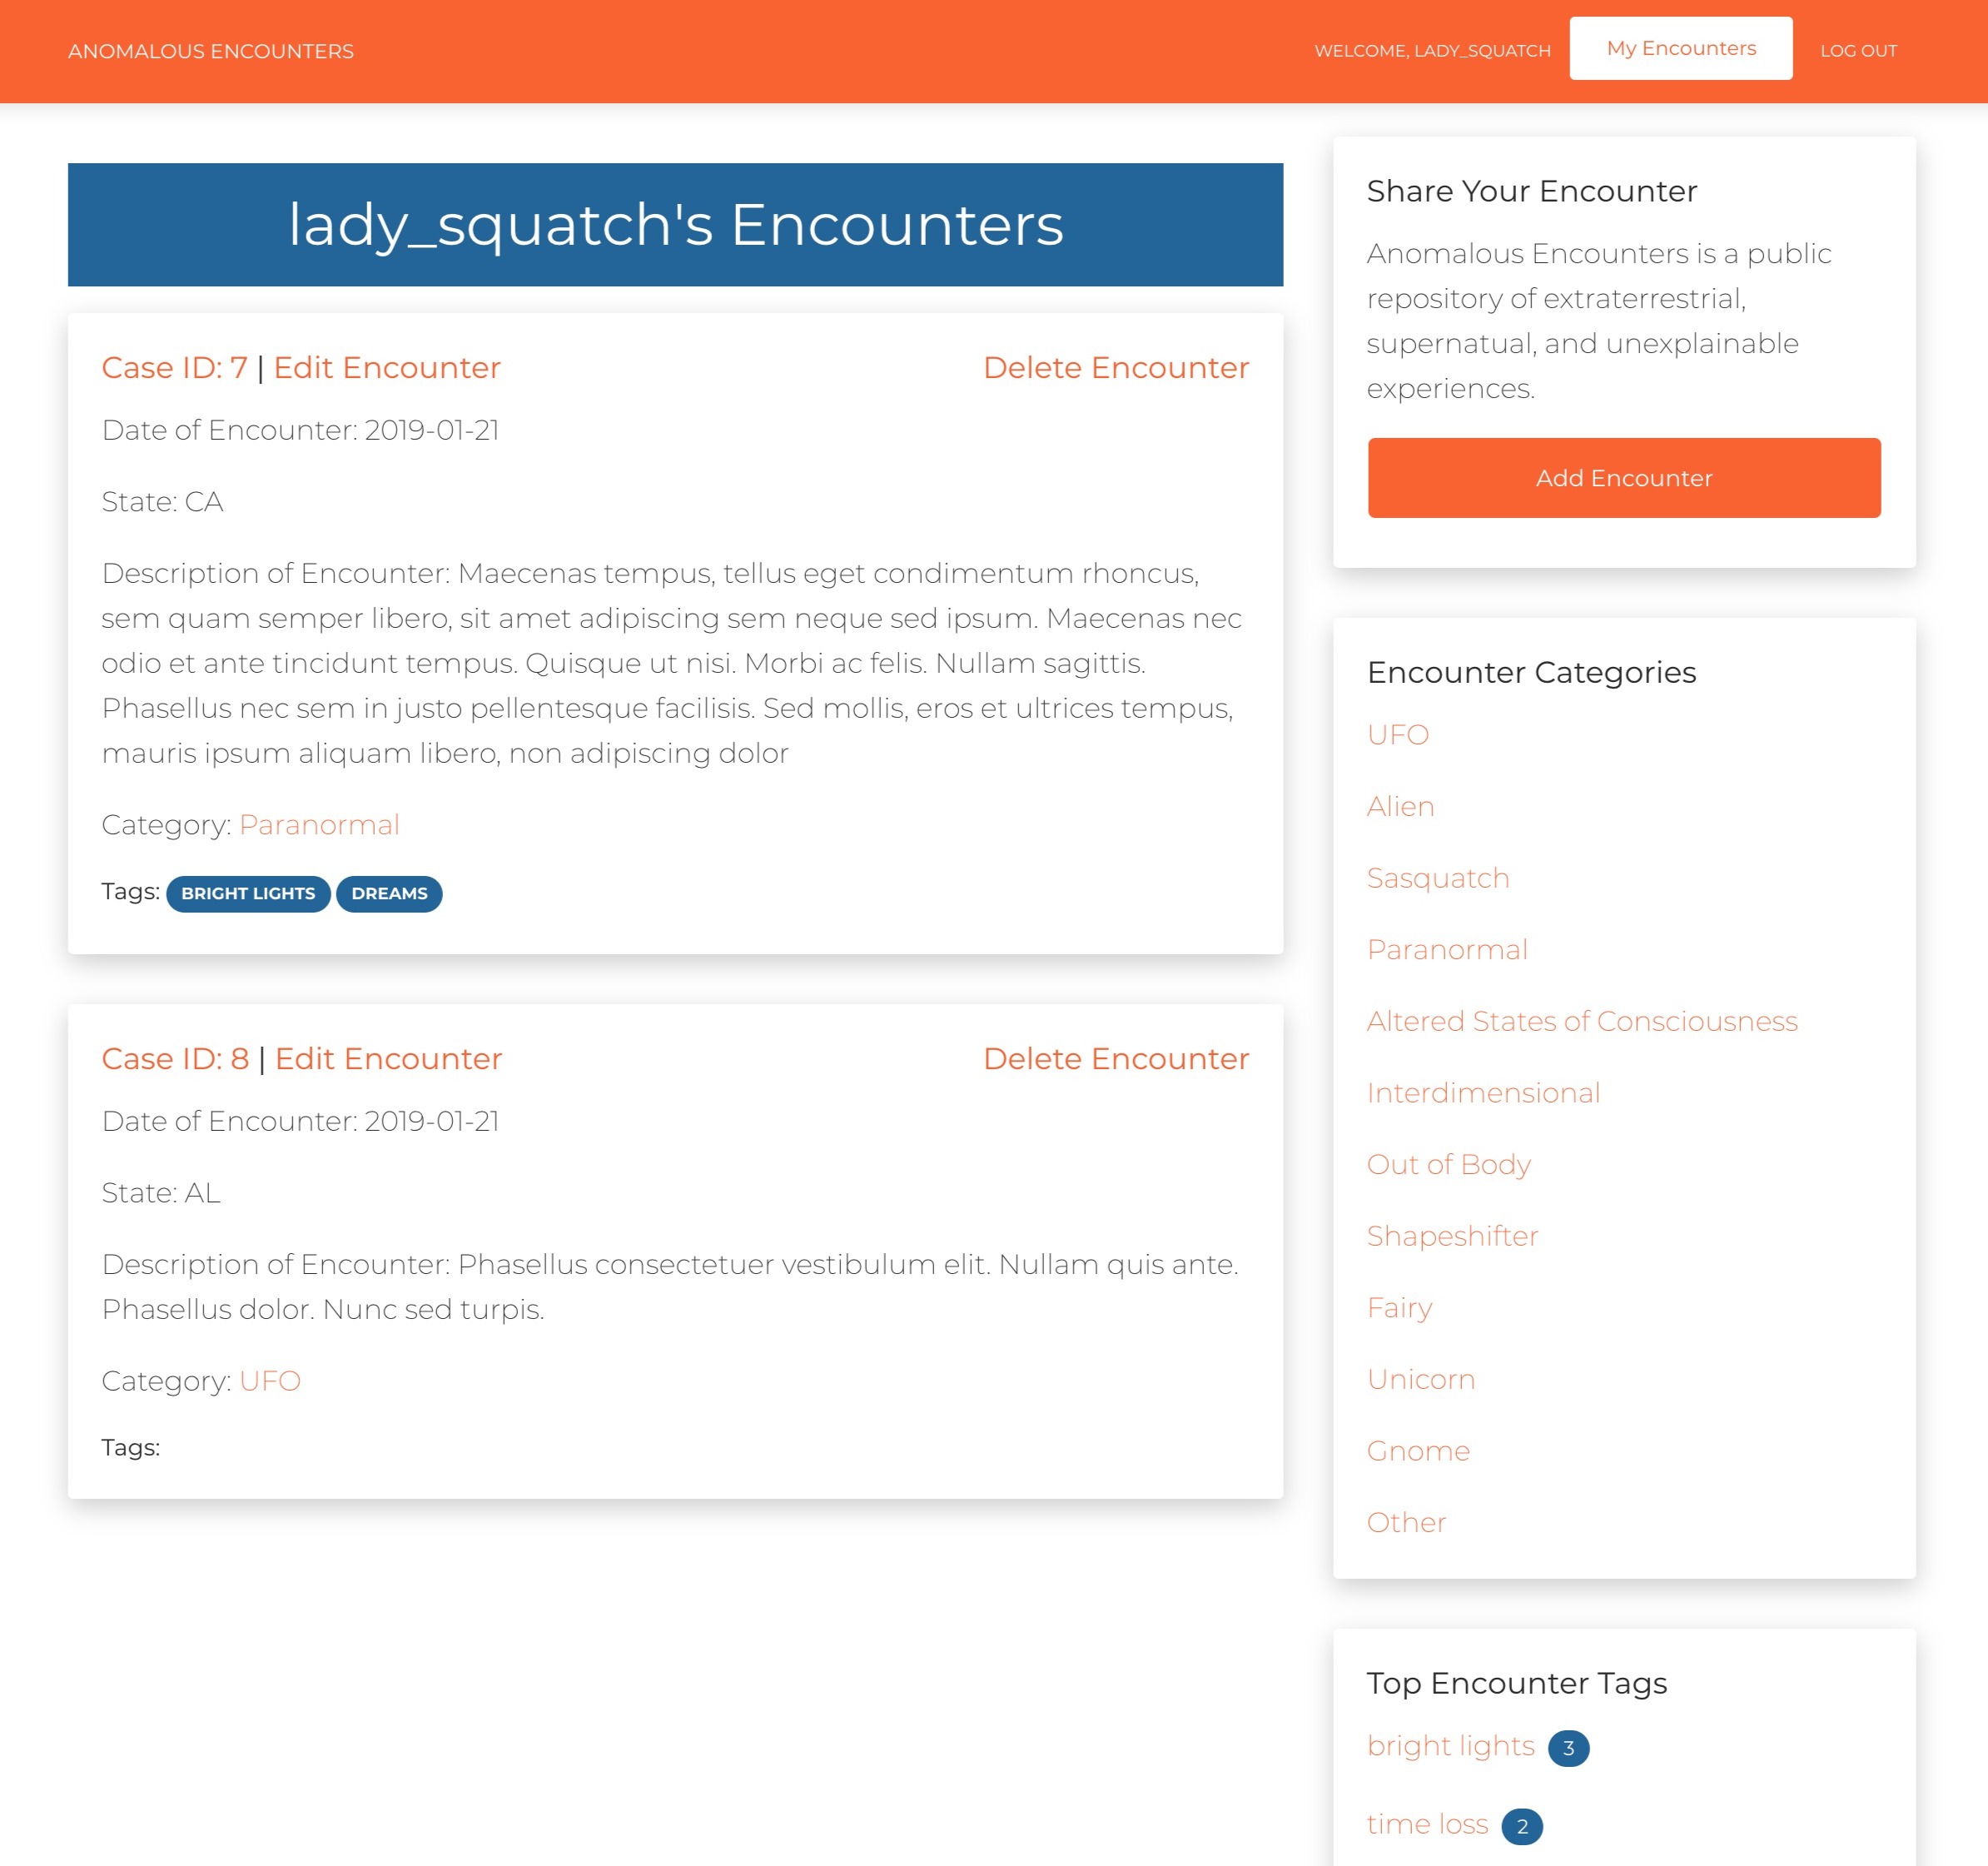 ANOMALOUS ENCOUNTERS
WELCOME, LADY_SQUATCH
My Encounters
LOG OUT
lady_squatch's Encounters
Case ID: 7 | Edit Encounter
Delete Encounter
Date of Encounter: 2019-01-21
State: CA
Description of Encounter: Maecenas tempus, tellus eget condimentum rhoncus,
sem quam semper libero, sit amet adipiscing sem neque sed ipsum. Maecenas nec
odio et ante tincidunt tempus. Quisque ut nisi. Morbi ac felis. Nullam sagittis.
Phasellus nec sem in justo pellentesque facilisis. Sed mollis, eros et ultrices tempus,
mauris ipsum aliquam libero, non adipiscing dolor
Category: Paranormal
Tags: BRIGHT LIGHTS DREAMS
Case ID: 8 | Edit Encounter
Delete Encounter
Date of Encounter: 2019-01-21
State: AL
Description of Encounter: Phasellus consectetuer vestibulum elit. Nullam quis ante.
Phasellus dolor. Nunc sed turpis.
Category: UFO
Tags:
Share Your Encounter
Anomalous Encounters is a public
repository of extraterrestrial,
supernatual, and unexplainable
experiences.
Add Encounter
Encounter Categories
UFO
Alien
Sasquatch
Paranormal
Altered States of Consciousness
Interdimensional
Out of Body
Shapeshifter
Fairy
Unicorn
Gnome
Other
Top Encounter Tags
bright lights 3
time loss 2